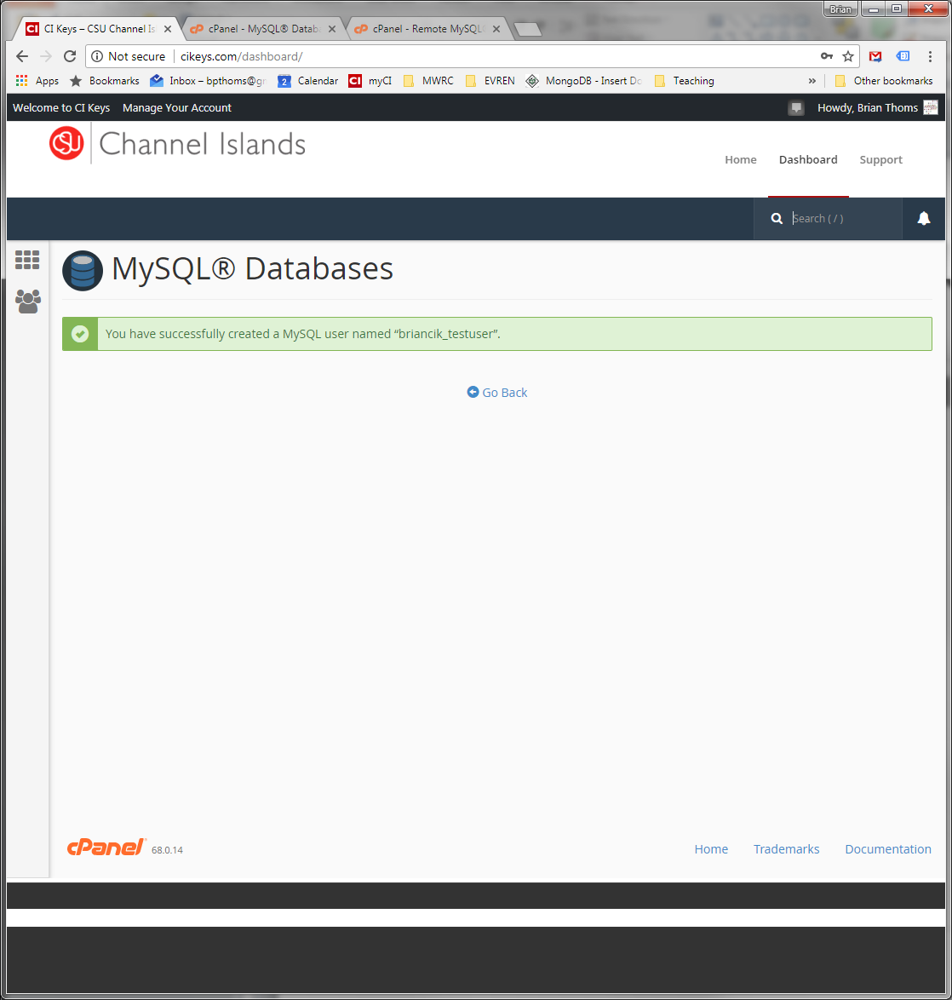 Brian
CI Keys – CSU Channel Is
cPanel - MySQL® Datab
cPanel - Remote MySQL
Not secure
cikeys.com/dashboard/
Apps
Bookmarks
Inbox – bpthoms@g
2
Calendar
CI
myCI
MWRC
EVREN
MongoDB - Insert Do
Teaching
»
Other bookmarks
Welcome to CI Keys
Manage Your Account
Howdy, Brian Thoms
CSU
Channel Islands
Home
Dashboard
Support
Search ( / )
MySQL® Databases
You have successfully created a MySQL user named “briancik_testuser”.
Go Back
cPanel
68.0.14
Home
Trademarks
Documentation